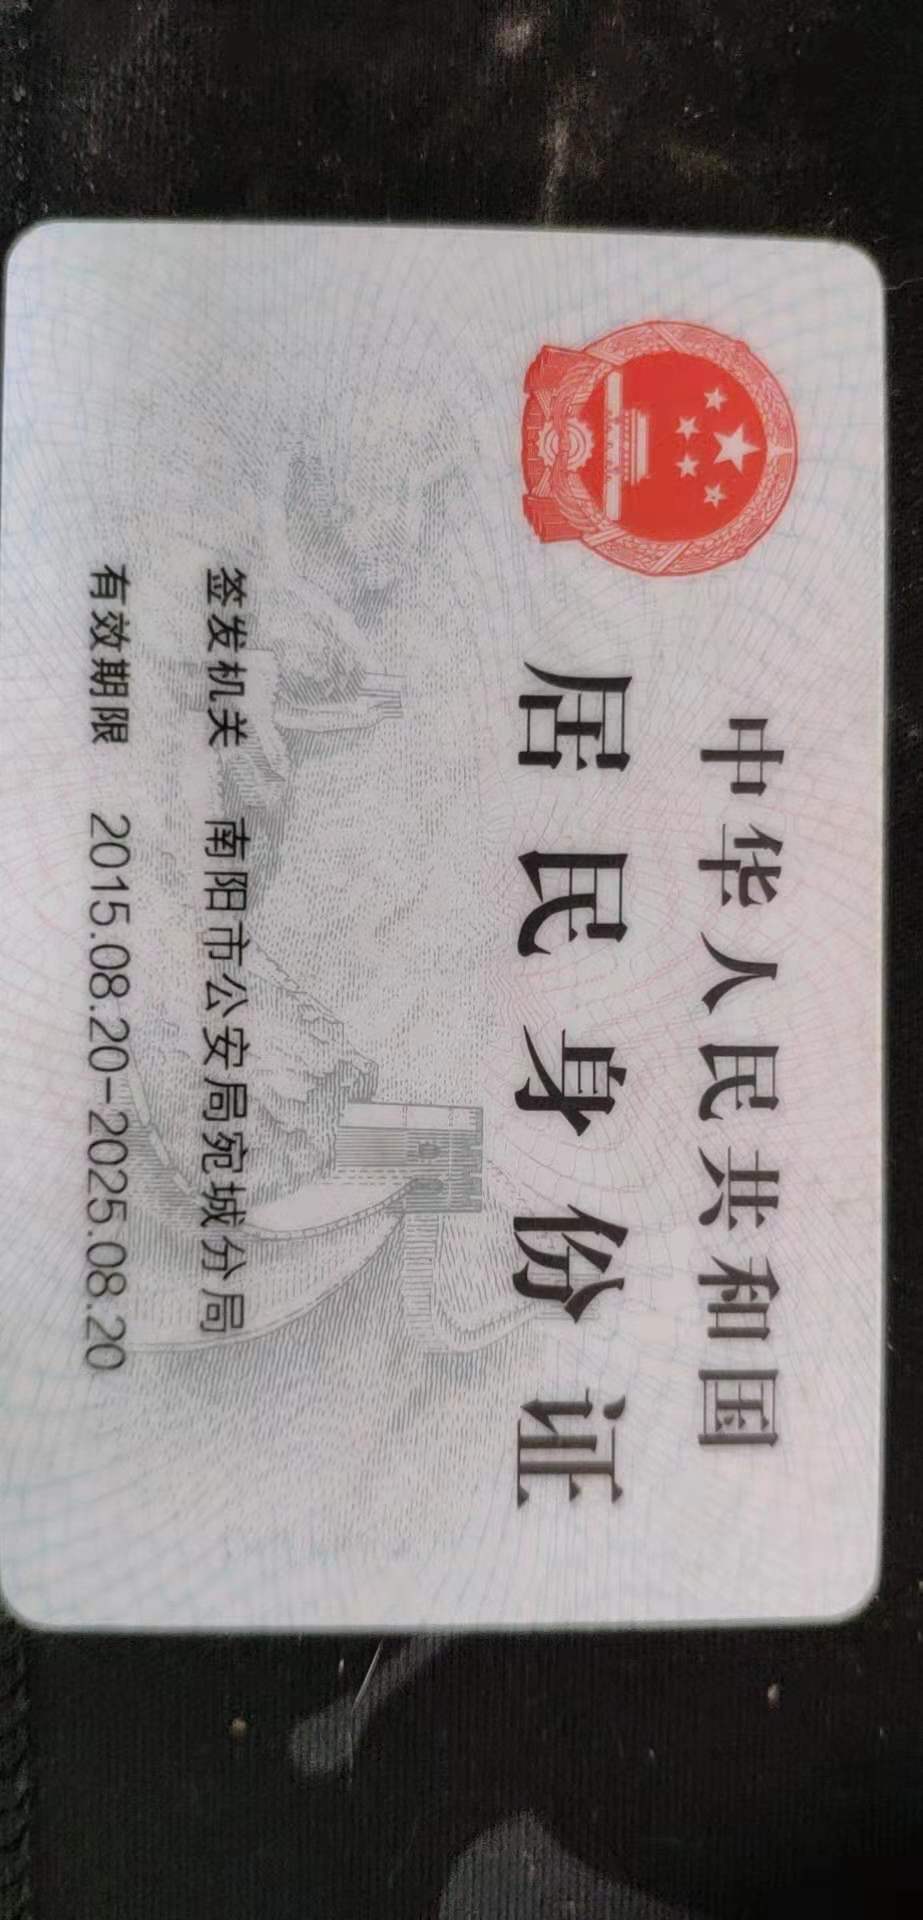 中华人民共和国
居民身份证
签发机关 南阳市公安局宛城分局
有效期限 2015.08.20-2025.08.20